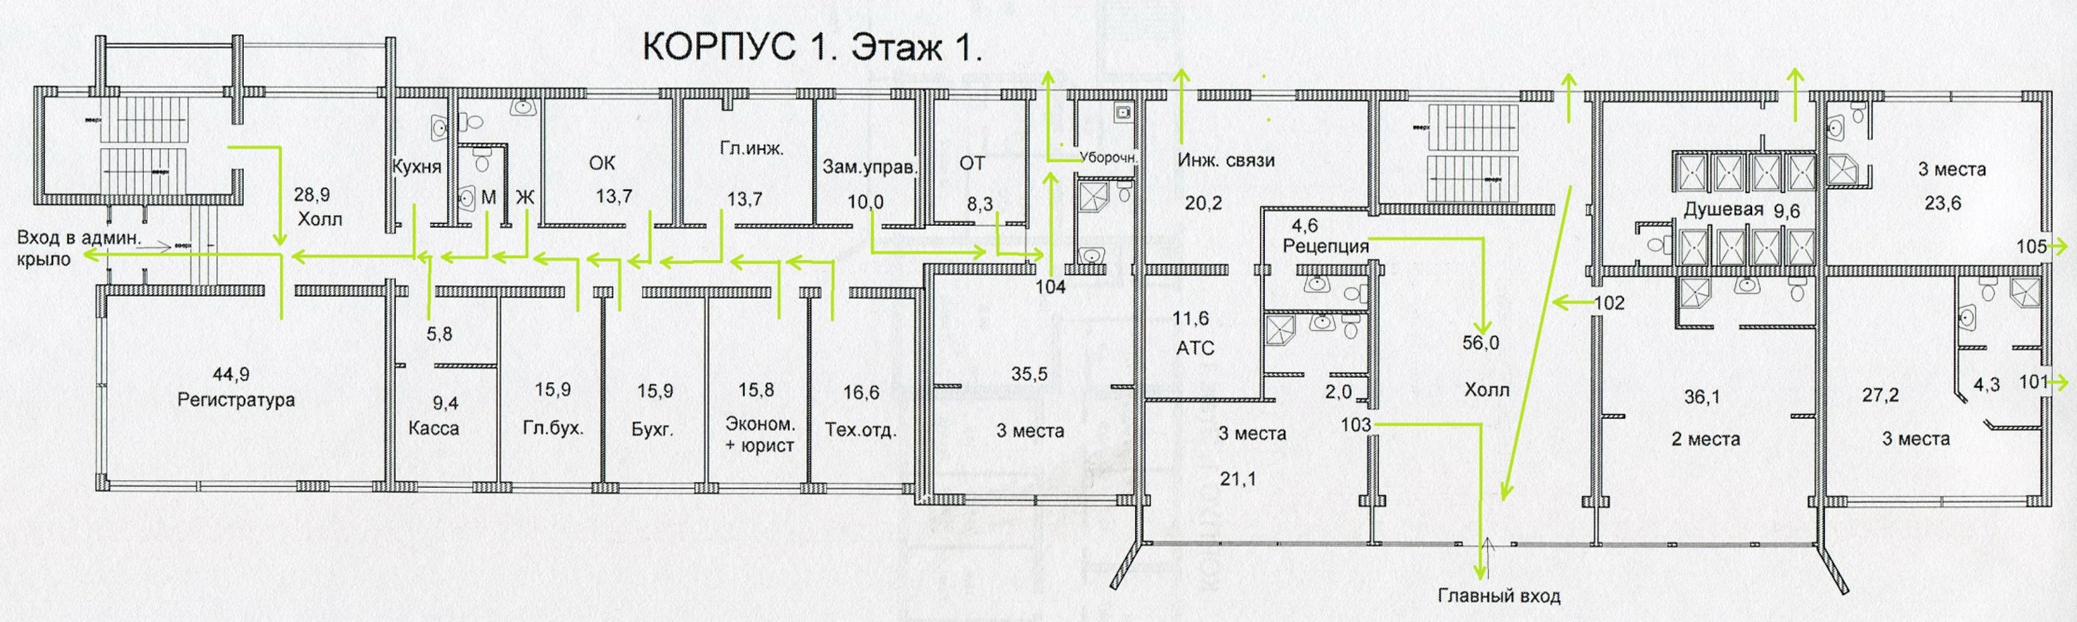 КОРПУС 1. Этаж 1.
вверх
вверх
28,9
Холл
Вход в админ.
крыло
вверх
Кухня
М
Ж
ОК
13,7
Гл.инж.
13,7
Зам.управ.
10,0
ОТ
8,3
Уборочн.
104
Инж. связи
20,2
4,6
Рецепция
вверх
вверх
Душевая 9,6
3 места
23,6
105
44,9
Регистратура
5,8
9,4
Касса
15,9
Гл.бух.
15,9
Бухг.
15,8
Эконом.
+ юрист
16,6
Тех.отд.
35,5
3 места
11,6
АТС
2,0
103
3 места
21,1
56,0
Холл
102
36,1
2 места
27,2
3 места
4,3
101
Главный вход